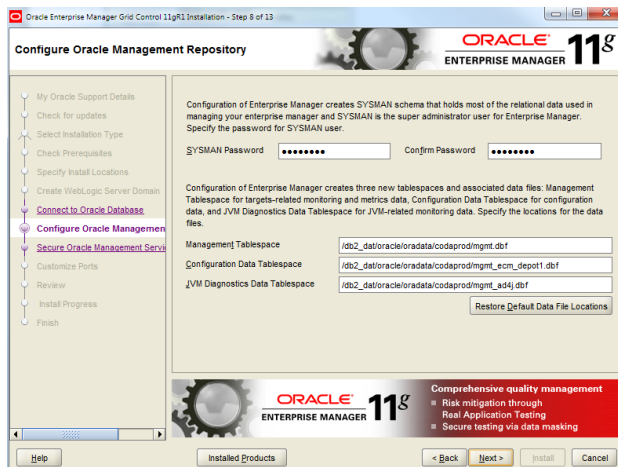 Oracle Enterprise Manager Grid Control 11gR1 Installation - Step 8 of 13
Configure Oracle Management Repository
ORACLE
ENTERPRISE MANAGER 11g
My Oracle Support Details
Check for updates
Select Installation Type
Check Prerequisites
Specify Install Locations
Create WebLogic Server Domain
Connect to Oracle Database
Configure Oracle Managemen
Secure Oracle Management Servi
Customize Ports
Review
Install Progress
Finish
Configuration of Enterprise Manager creates SYSMAN schema that holds most of the relational data used in
managing your enterprise manager and SYSMAN is the super administrator user for Enterprise Manager.
Specify the password for SYSMAN user.
SYSMAN Password ●●●●●●●● Confirm Password ●●●●●●●●
Configuration of Enterprise Manager creates three new tablespaces and associated data files: Management
Tablespace for targets-related monitoring and metrics data, Configuration Data Tablespace for configuration
data, and JVM Diagnostics Data Tablespace for JVM-related monitoring data. Specify the locations for the data
files.
Management Tablespace /db2_dat/oracle/oradata/codaprod/mgmt.dbf
Configuration Data Tablespace /db2_dat/oracle/oradata/codaprod/mgmt_ecm_depot1.dbf
JVM Diagnostics Data Tablespace /db2_dat/oracle/oradata/codaprod/mgmt_ad4j.dbf
Restore Default Data File Locations
ORACLE
ENTERPRISE MANAGER 11g
Comprehensive quality management
Risk mitigation through
Real Application Testing
Secure testing via data masking
Help Installed Products < Back Next > Install Cancel